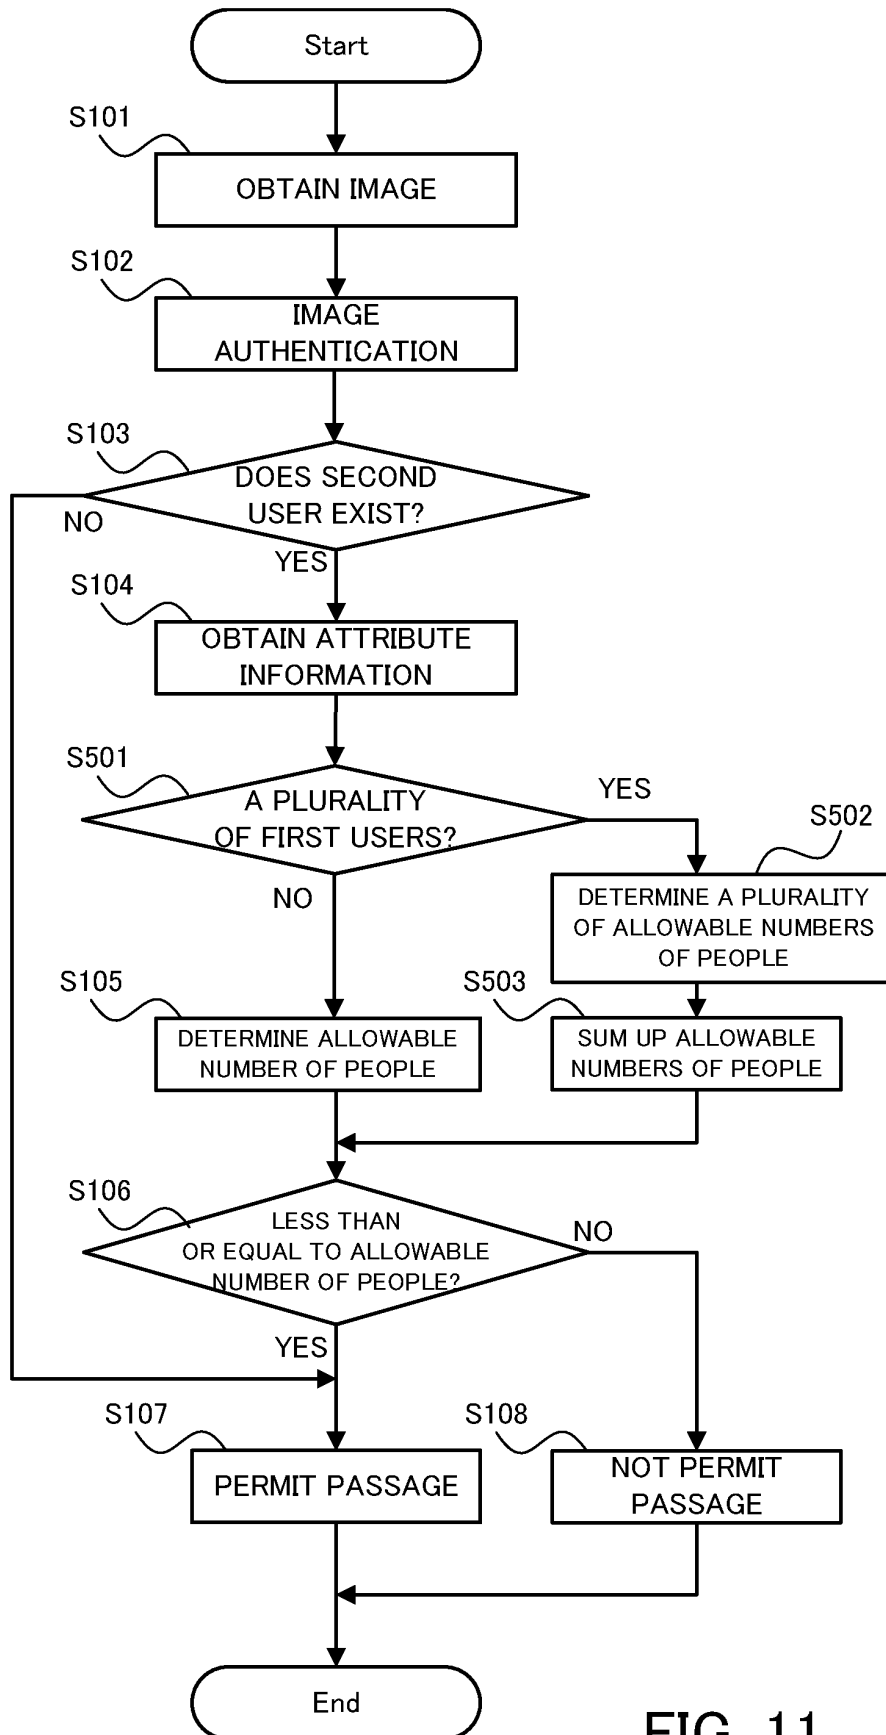 Start
S101
OBTAIN IMAGE
S102
IMAGE
AUTHENTICATION
S103
DOES SECOND
USER EXIST?
NO
YES
S104
OBTAIN ATTRIBUTE
INFORMATION
S501
A PLURALITY
OF FIRST USERS?
YES
NO
S502
DETERMINE A PLURALITY
OF ALLOWABLE NUMBERS
OF PEOPLE
S105
DETERMINE ALLOWABLE
NUMBER OF PEOPLE
S503
SUM UP ALLOWABLE
NUMBERS OF PEOPLE
S106
LESS THAN
OR EQUAL TO ALLOWABLE
NUMBER OF PEOPLE?
NO
YES
S107
PERMIT PASSAGE
S108
NOT PERMIT
PASSAGE
End
FIG. 11